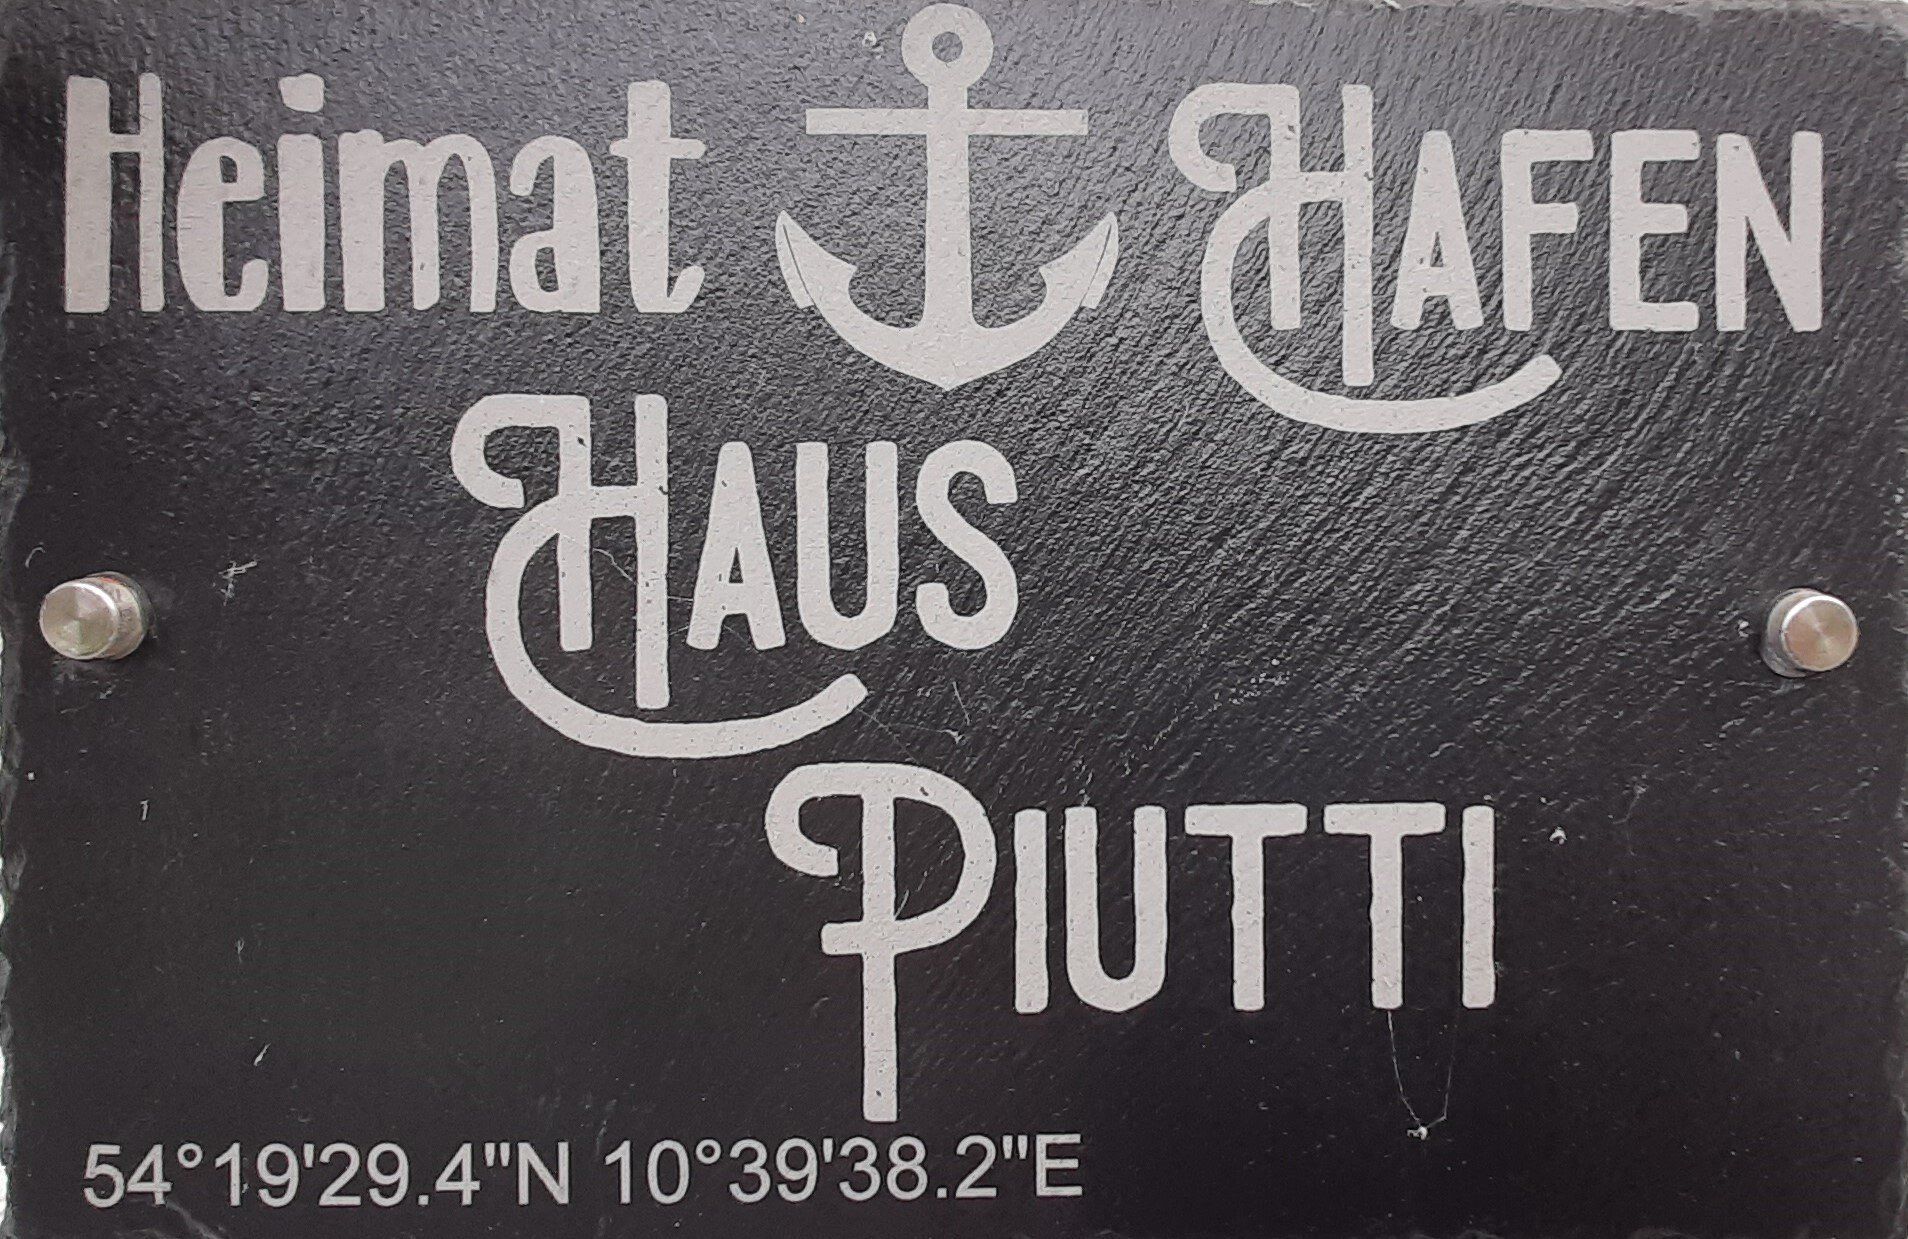 Heimat HAFEN
HAUS
PIUTTI
54°19'29.4"N 10°39'38.2"E